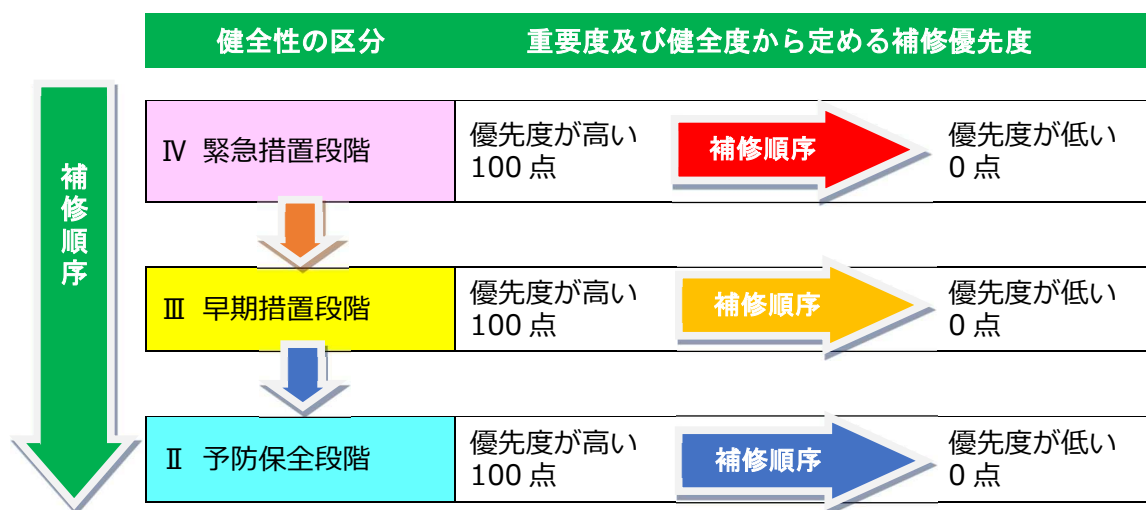 健全性の区分 重要度及び健全度から定める補修優先度
補修順序
Ⅳ 緊急措置段階
優先度が高い
100 点
補修順序
優先度が低い
0 点
Ⅲ 早期措置段階
優先度が高い
100 点
補修順序
優先度が低い
0 点
Ⅱ 予防保全段階
優先度が高い
100 点
補修順序
優先度が低い
0 点